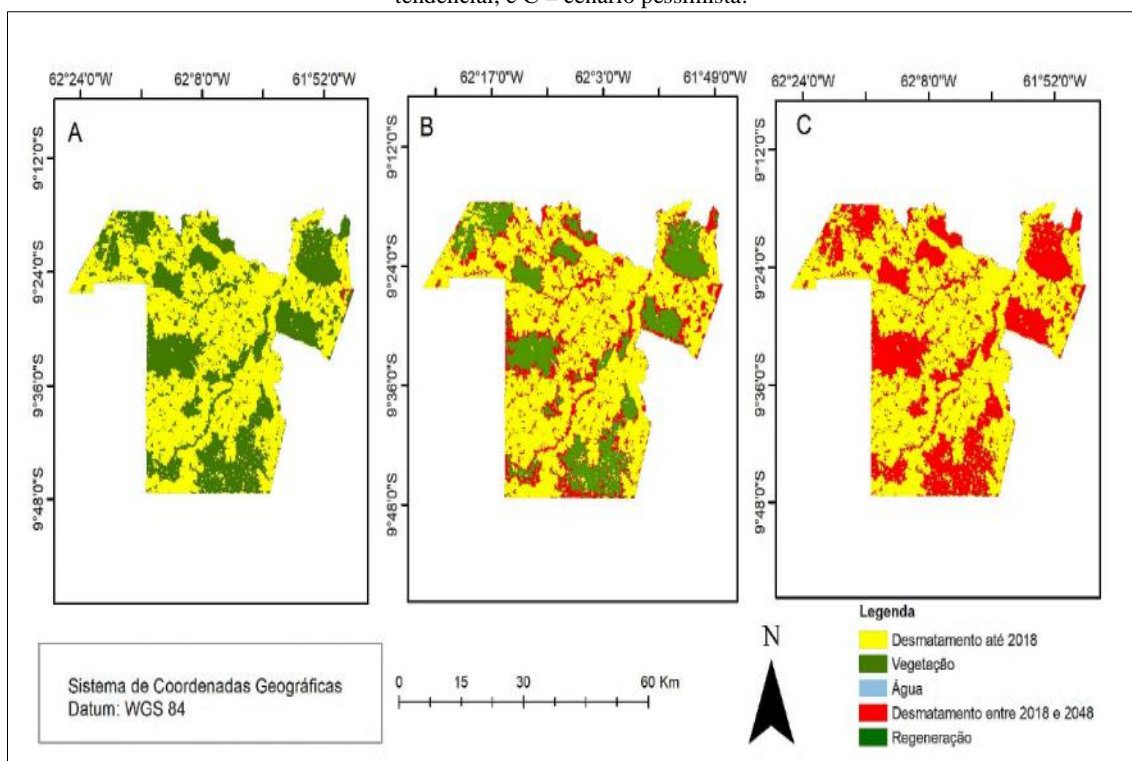 tendencial, e C – cenário pessimista.
62°24'0"W 62°8'0"W 61°52'0"W
62°17'0"W 62°3'0"W 61°49'0"W
62°24'0"W 62°8'0"W 61°52'0"W
A
B
C
9°12'0"S
9°24'0"S
9°36'0"S
9°48'0"S
9°12'0"S
9°24'0"S
9°36'0"S
9°48'0"S
9°12'0"S
9°24'0"S
9°36'0"S
9°48'0"S
Legenda
Desmatamento até 2018
Vegetação
Água
Desmatamento entre 2018 e 2048
Regeneração
N
0 15 30 60 Km
Sistema de Coordenadas Geográficas
Datum: WGS 84